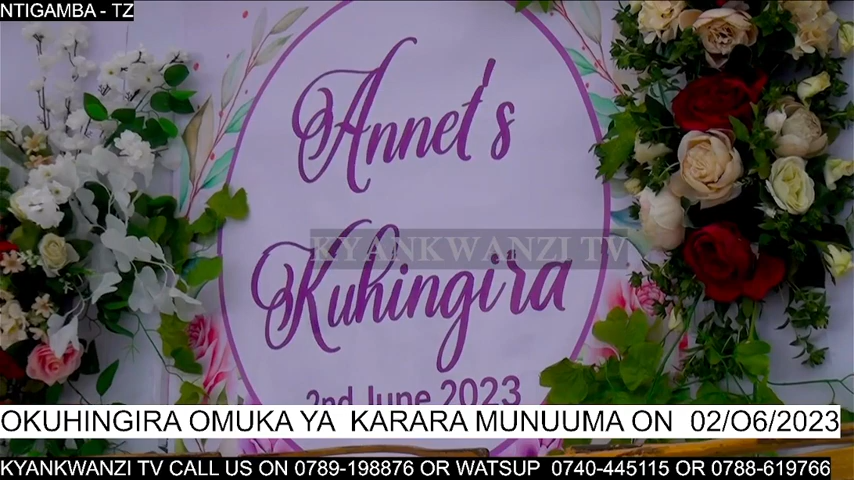 NTIGAMBA - TZ
Annet's
KYANKWANZI TV
Kuhingira
2nd June 2023
OKUHINGIRA OMUKA YA KARARA MUNUUMA ON 02/O6/2023
KYANKWANZI TV CALL US ON 0789-198876 OR WATSUP 0740-445115 OR 0788-619766